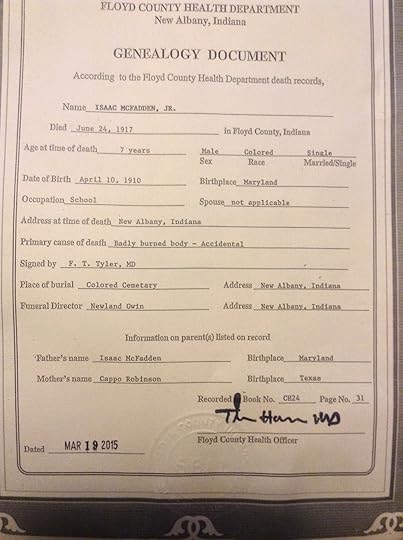 FLOYD COUNTY HEALTH DEPARTMENT
New Albany, Indiana
GENEALOGY DOCUMENT
According to the Floyd County Health Department death records,
Name ISAAC MCFADDEN, JR.
Died June 24, 1917 in Floyd County, Indiana
Age at time of death 7 years Male Colored Single
Sex Race Married/Single
Date of Birth April 10, 1910 Birthplace Maryland
Occupation School Spouse not applicable
Address at time of death New Albany, Indiana
Primary cause of death Badly burned body - Accidental
Signed by F. T. Tyler, MD
Place of burial Colored Cemetary Address New Albany, Indiana
Funeral Director Newland Gwin Address New Albany, Indiana
Information on parent(s) listed on record
Father's name Isaac McFadden Birthplace Maryland
Mother's name Cappo Robinson Birthplace Texas
Recorded Book No. CH24 Page No. 31
MD
Floyd County Health Officer
Dated MAR 19 2015